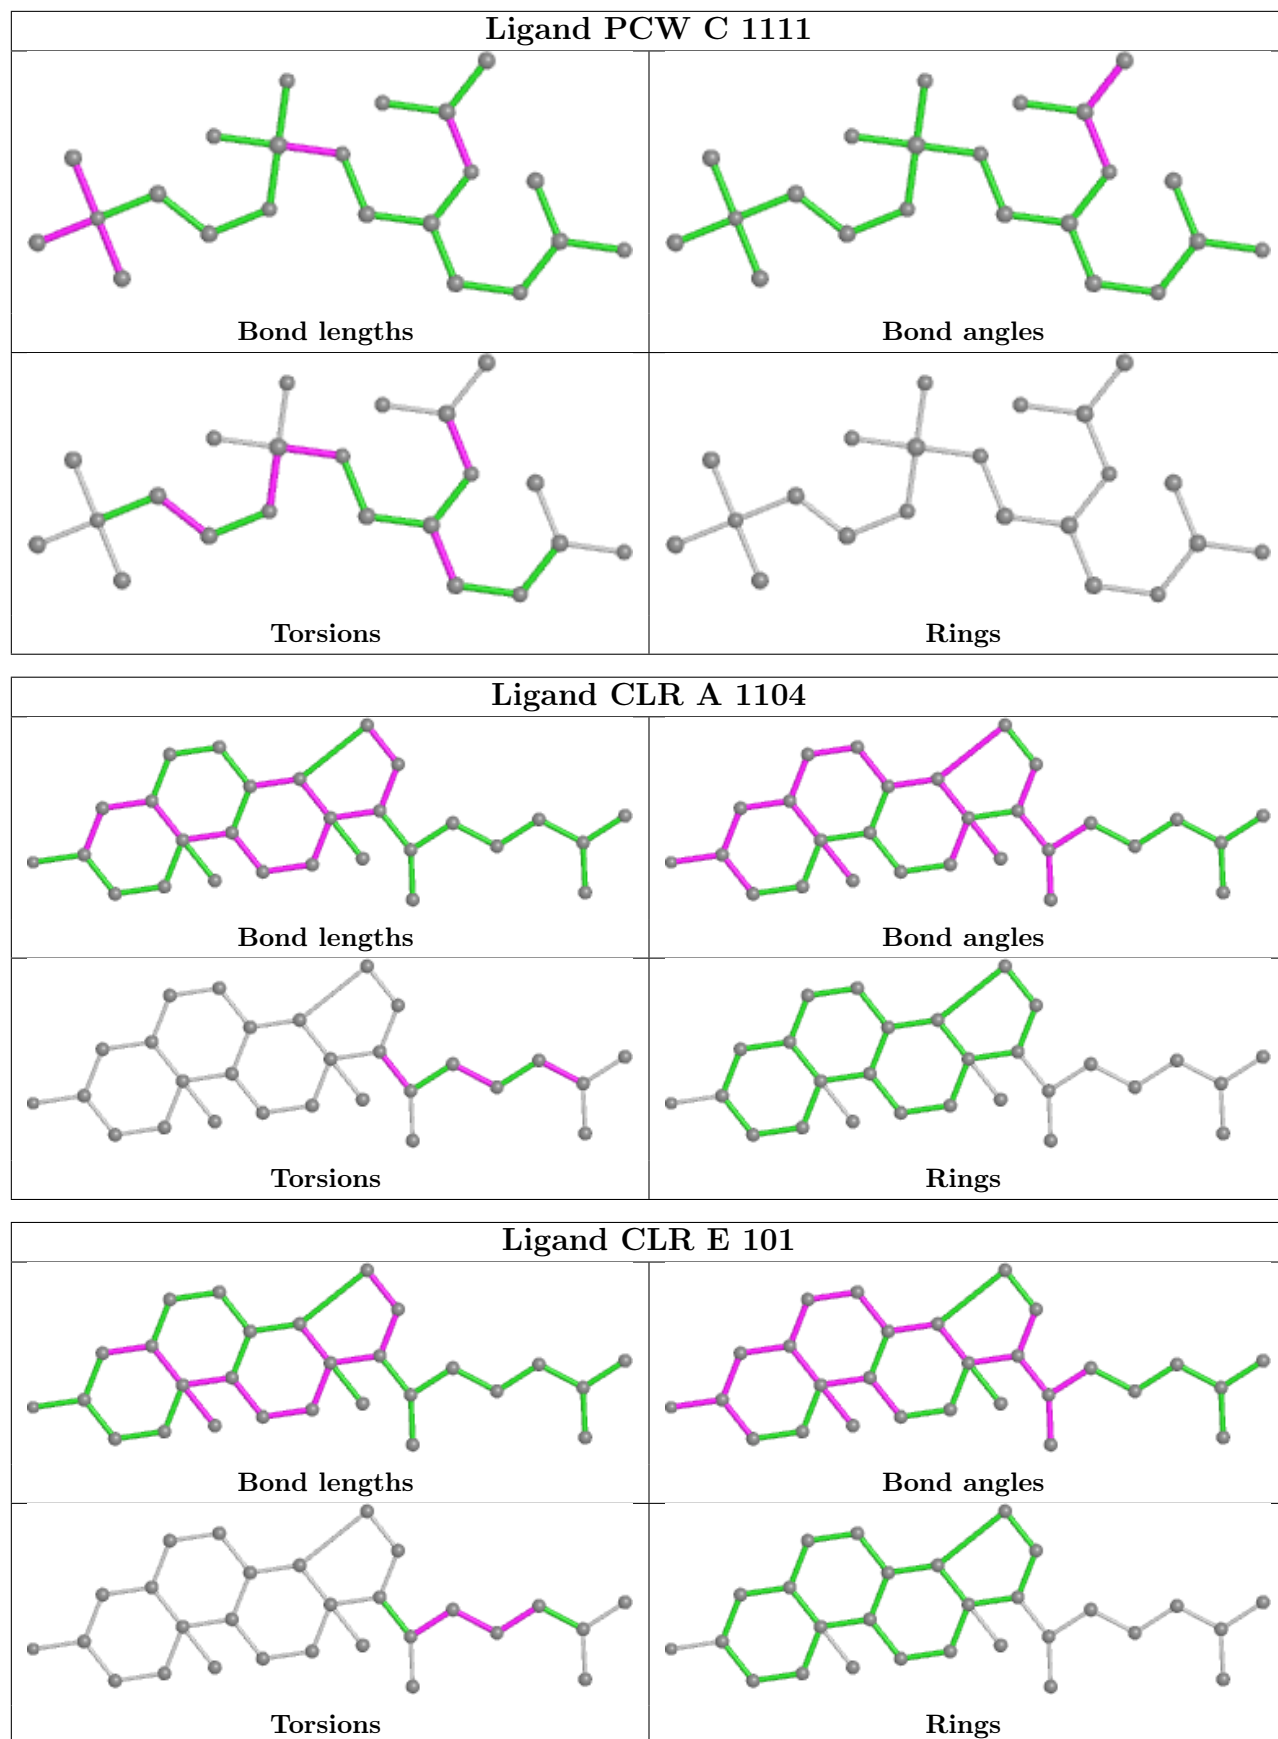 Ligand PCW C 1111
Bond lengths
Bond angles
Torsions
Rings
Ligand CLR A 1104
Bond lengths
Bond angles
Torsions
Rings
Ligand CLR E 101
Bond lengths
Bond angles
Torsions
Rings